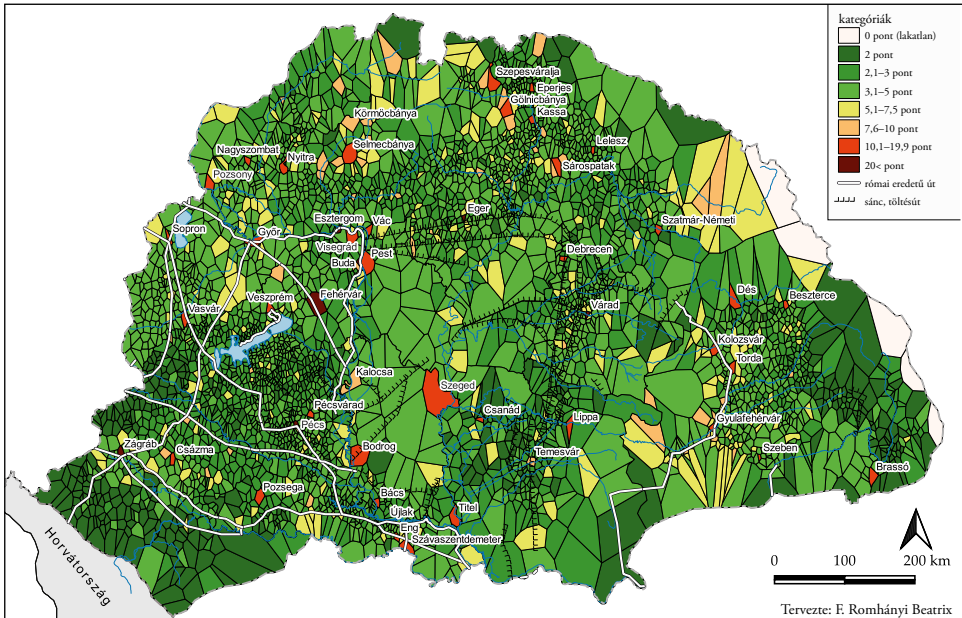 kategóriák
0 pont (lakatlan)
2 pont
2,1–3 pont
3,1–5 pont
5,1–7,5 pont
7,6–10 pont
10,1–19,9 pont
20< pont
római eredetű út
sánc, töltésút
Szepesváralja
Eperjes
Gölnicbánya
Kassa
Körmöcbánya
Selmecbánya
Lelesz
Nagyszombat
Nyitra
Sárospatak
Pozsony
Eger
Esztergom
Vác
Szatmár-Németi
Sopron
Győr
Visegrád
Pest
Buda
Debrecen
Dés
Beszterce
Veszprém
Fehérvár
Vasvár
Várad
Kolozsvár
Torda
Kalocsa
Szeged
Pécsvárad
Csanád
Lippa
Gyulafehérvár
Pécs
Zágráb
Csázma
Bodrog
Temesvár
Szeben
Brassó
Pozsega
Bács
Titel
Újlak
Eng
Szávaszentdemeter
Horvátország
0 100 200 km
Tervezte: F. Romhányi Beatrix